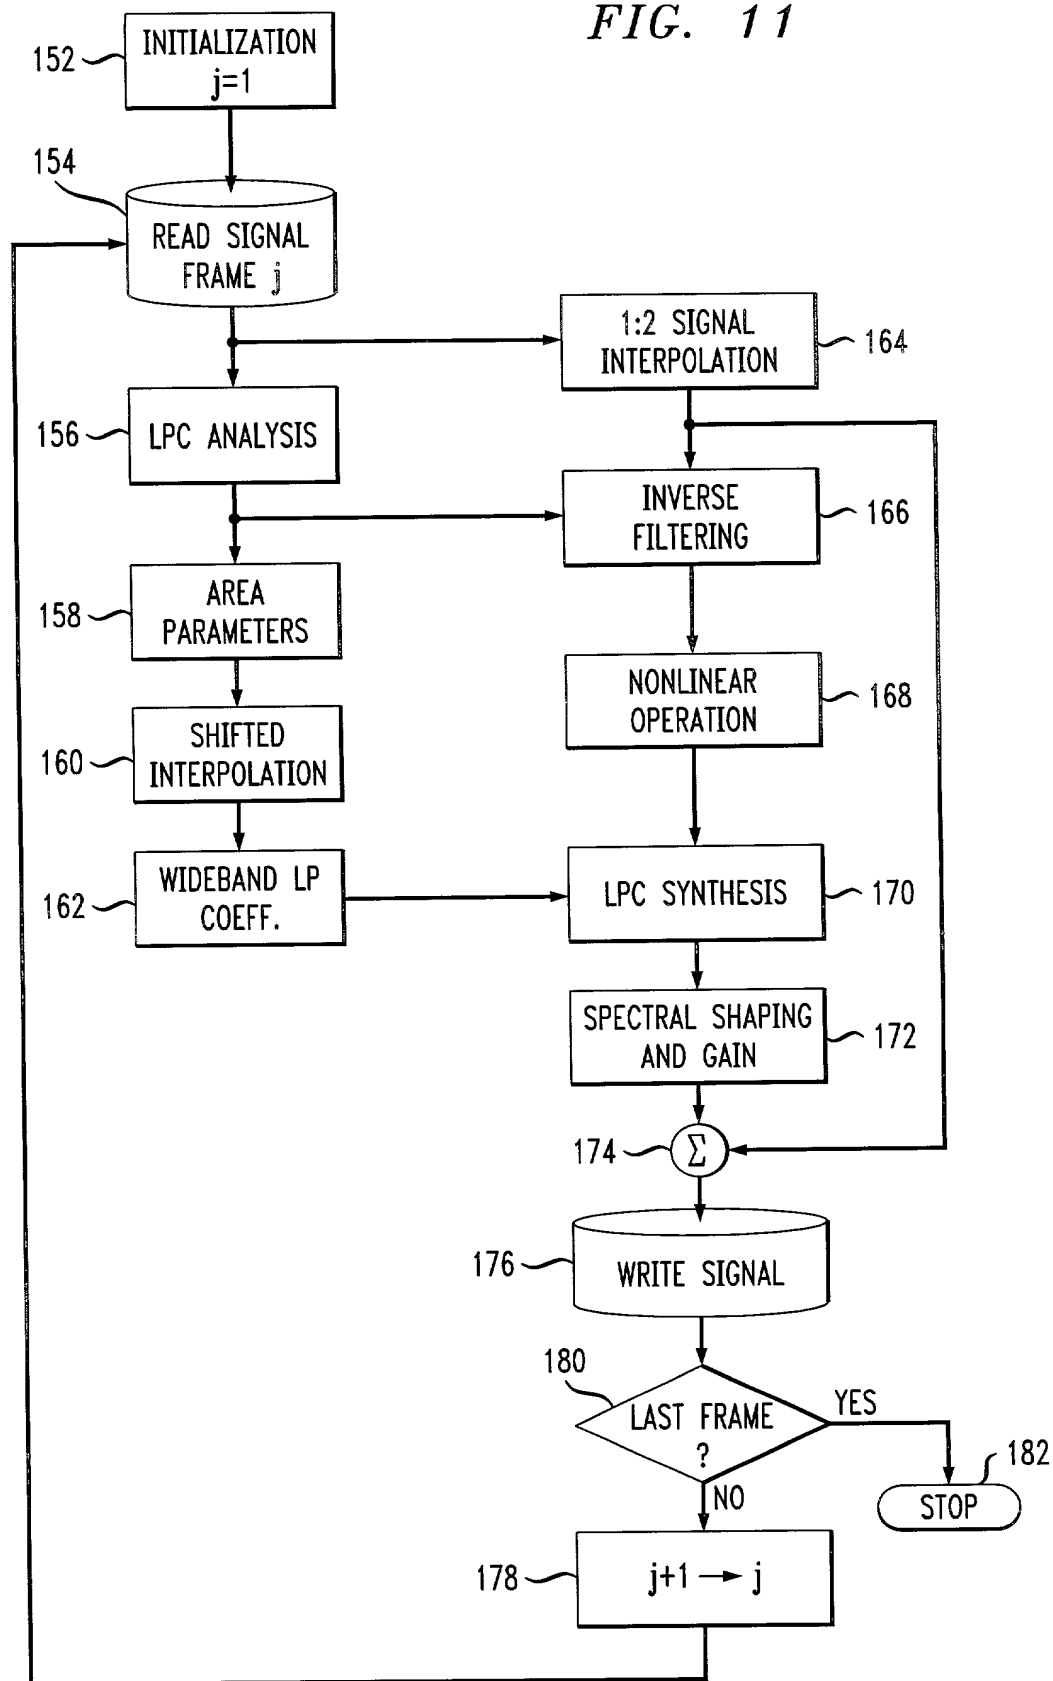 FIG. 11
152
INITIALIZATION
j=1
154
READ SIGNAL
FRAME j
1:2 SIGNAL
INTERPOLATION
164
156
LPC ANALYSIS
INVERSE
FILTERING
166
158
AREA
PARAMETERS
NONLINEAR
OPERATION
168
160
SHIFTED
INTERPOLATION
162
WIDEBAND LP
COEFF.
LPC SYNTHESIS
170
SPECTRAL SHAPING
AND GAIN
172
174
Σ
176
WRITE SIGNAL
180
LAST FRAME
?
YES
182
STOP
NO
178
j+1 → j